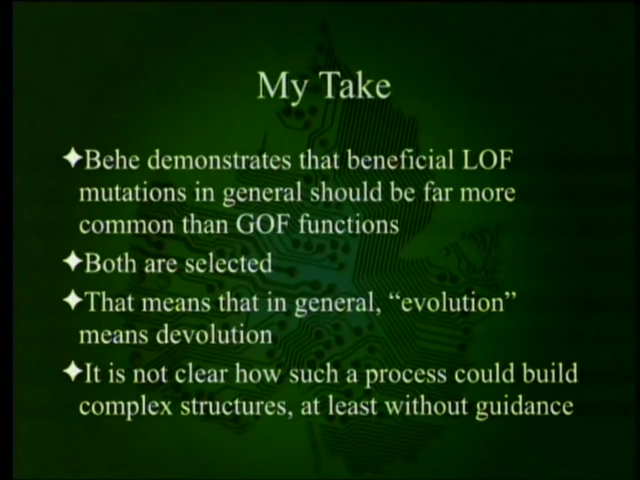 My Take
✦Behe demonstrates that beneficial LOF
mutations in general should be far more
common than GOF functions
✦Both are selected
✦That means that in general, “evolution”
means devolution
✦It is not clear how such a process could build
complex structures, at least without guidance